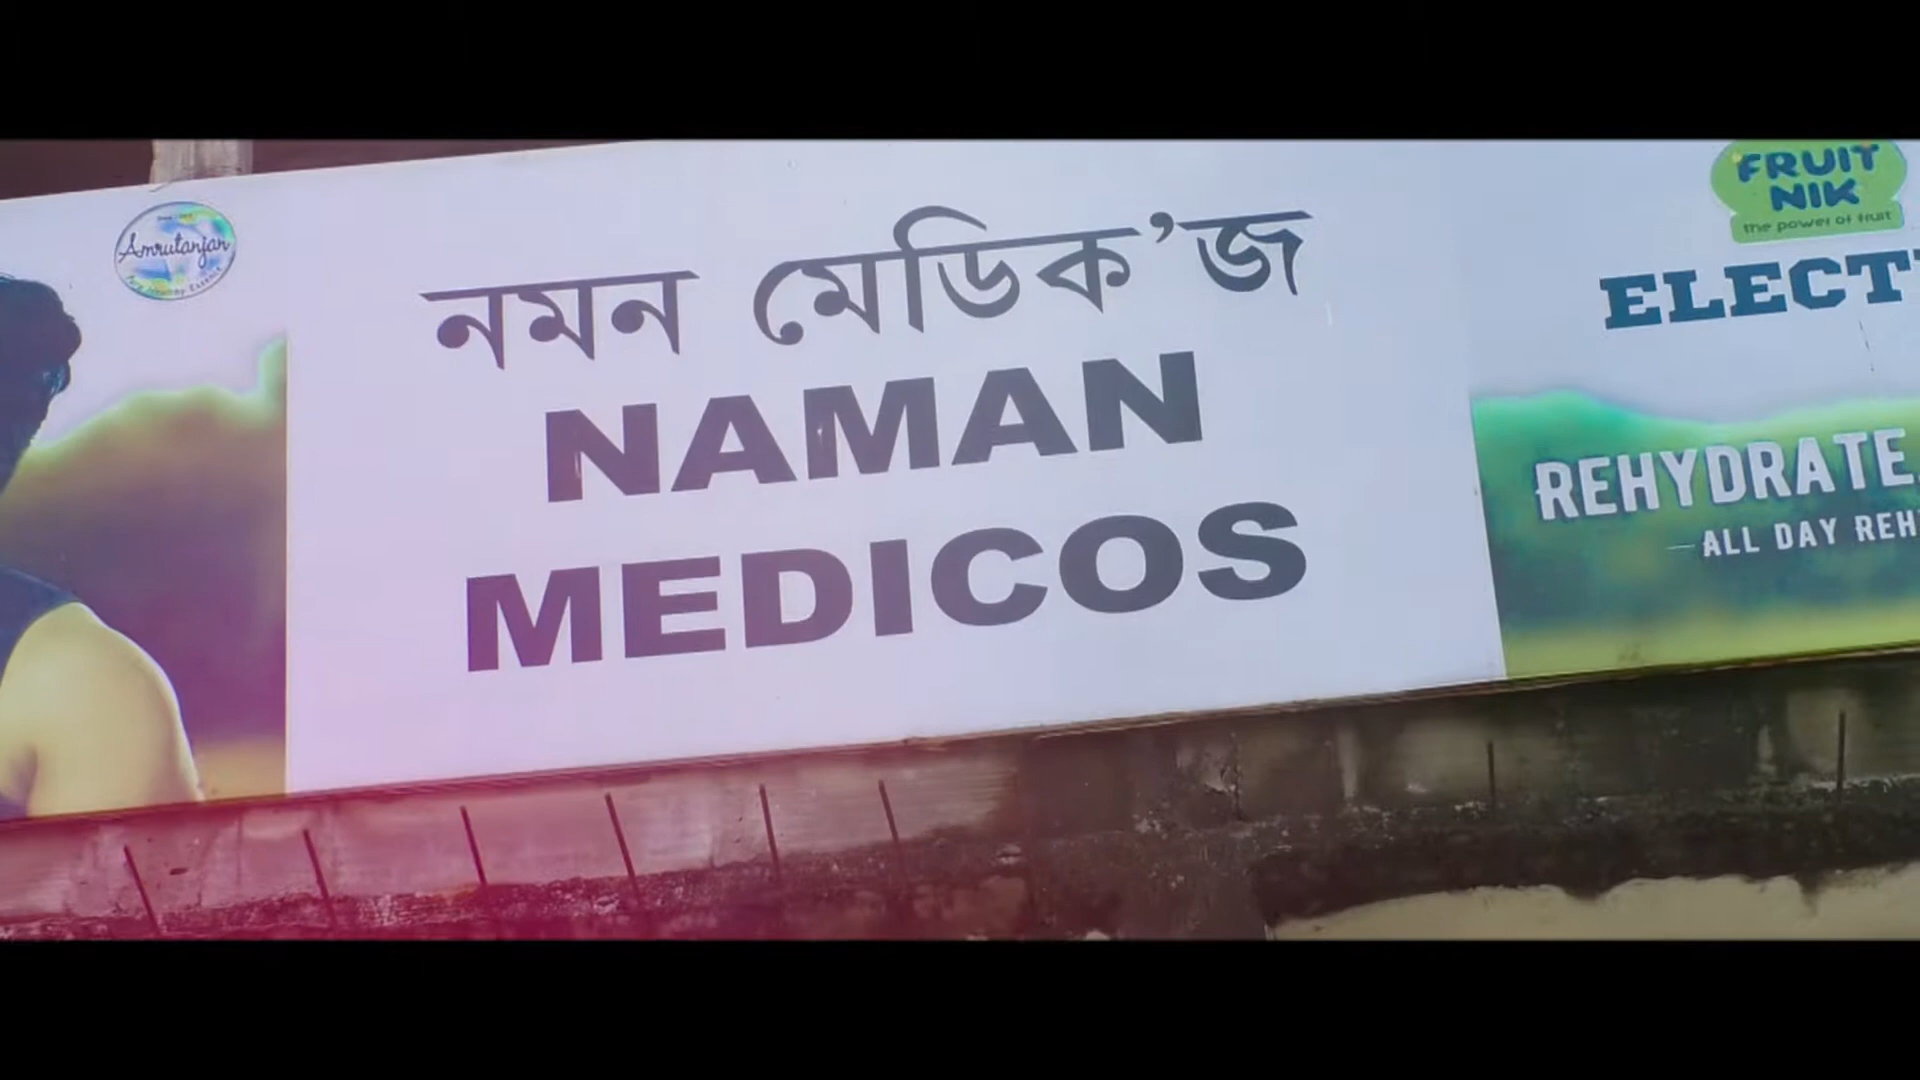 Amrutanjan
নমন মেডিক'জ
NAMAN
MEDICOS
FRUIT
NIK
the power of fruit
ELECT
REHYDRATE
ALL DAY REH